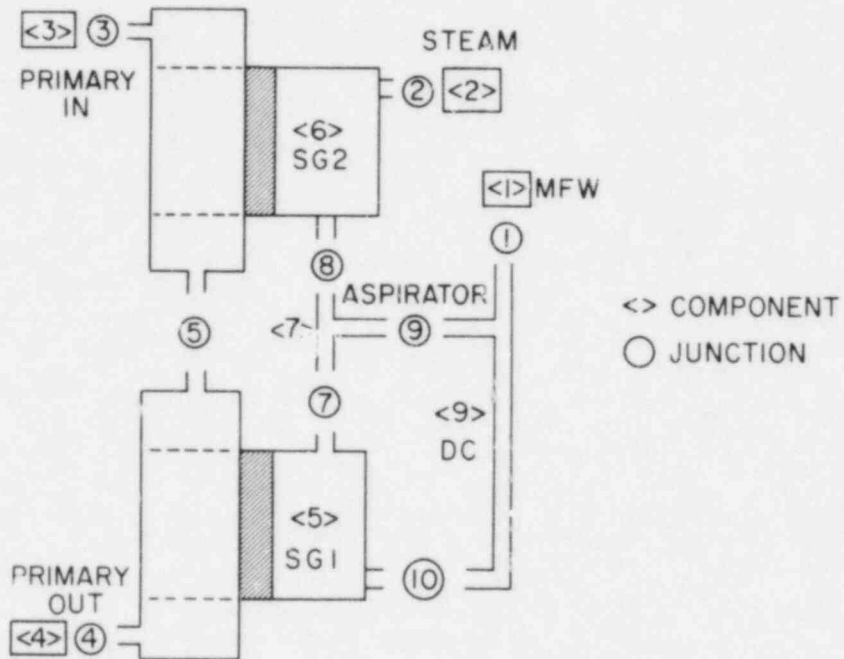 <3> 3
PRIMARY
IN
STEAM
2 <2>
<6>
SG2
<1> MFW
1
8
ASPIRATOR
<7>
9
5
7
<> COMPONENT
○ JUNCTION
<9>
DC
<5>
SG1
10
PRIMARY
OUT
<4> 4